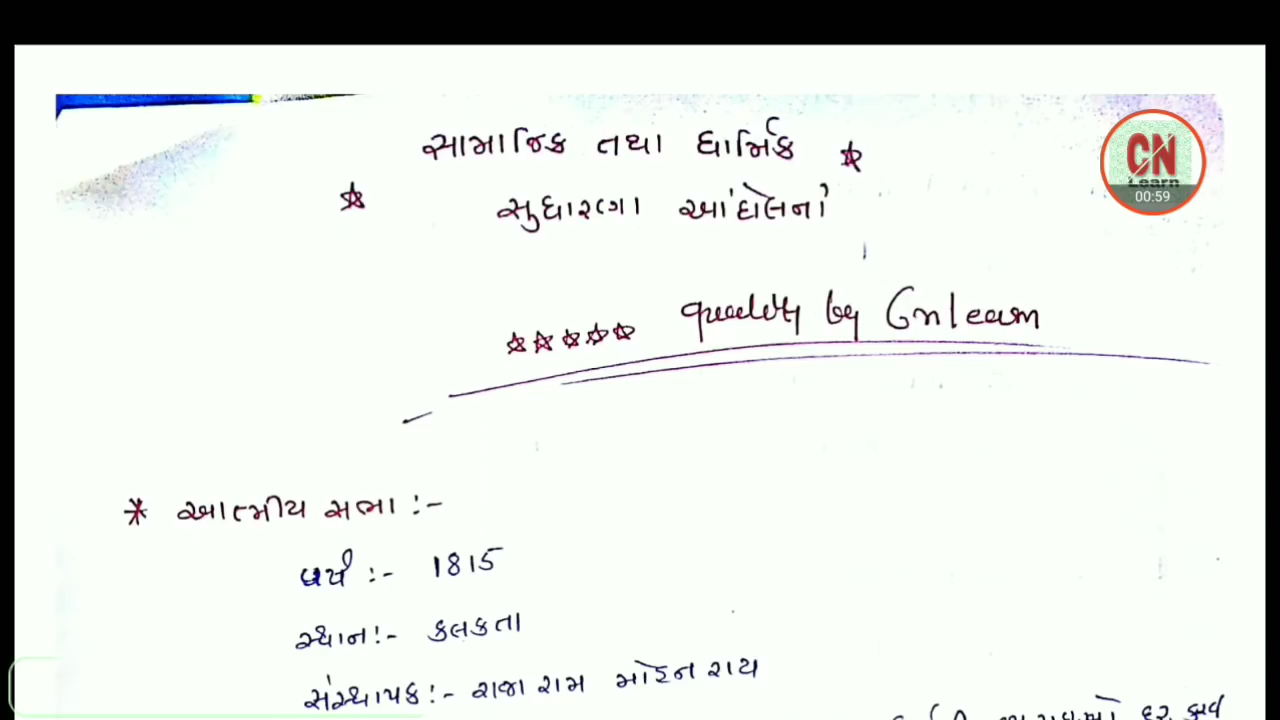 CN
Learn
00:59
સામાજિક તથા ધાર્મિક
સુધારણા આંદોલનો
quality by Gnlearn
* આત્મીય સભા :-
વર્ષ :- 1815
સ્થાન :- કલકતા
સંસ્થાપક :- રાજા રામ મોહન રાય